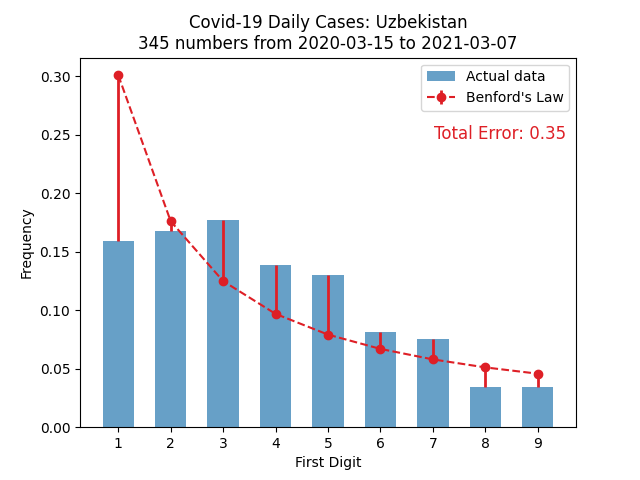 Covid-19 Daily Cases: Uzbekistan
345 numbers from 2020-03-15 to 2021-03-07
Actual data
Benford's Law
Total Error: 0.35
Frequency
0.30
0.25
0.20
0.15
0.10
0.05
0.00
1 2 3 4 5 6 7 8 9
First Digit